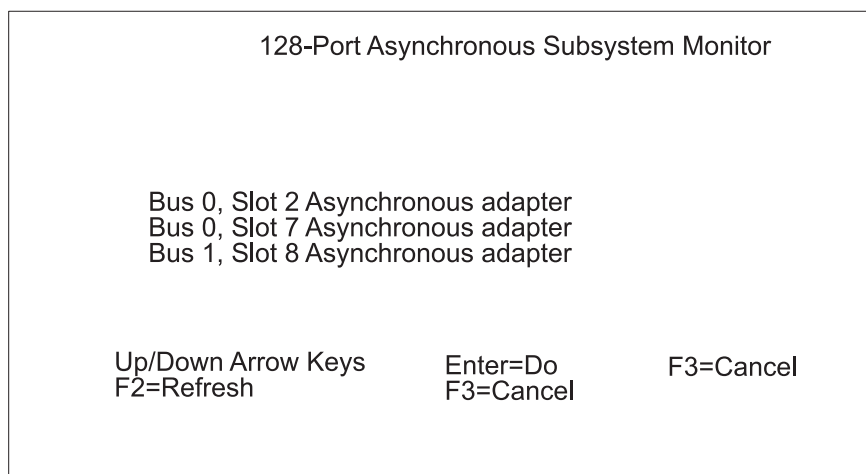 128-Port Asynchronous Subsystem Monitor
Bus 0, Slot 2 Asynchronous adapter
Bus 0, Slot 7 Asynchronous adapter
Bus 1, Slot 8 Asynchronous adapter
Up/Down Arrow Keys Enter=Do F3=Cancel
F2=Refresh F3=Cancel